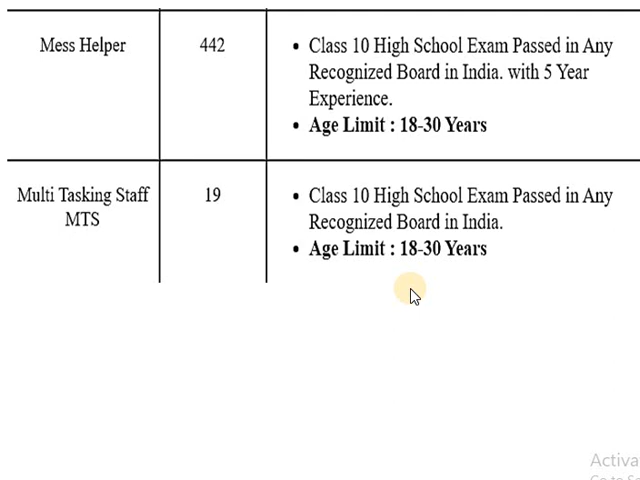 Mess Helper
442
• Class 10 High School Exam Passed in Any
Recognized Board in India. with 5 Year
Experience.
• Age Limit : 18-30 Years
Multi Tasking Staff
MTS
19
• Class 10 High School Exam Passed in Any
Recognized Board in India.
• Age Limit : 18-30 Years